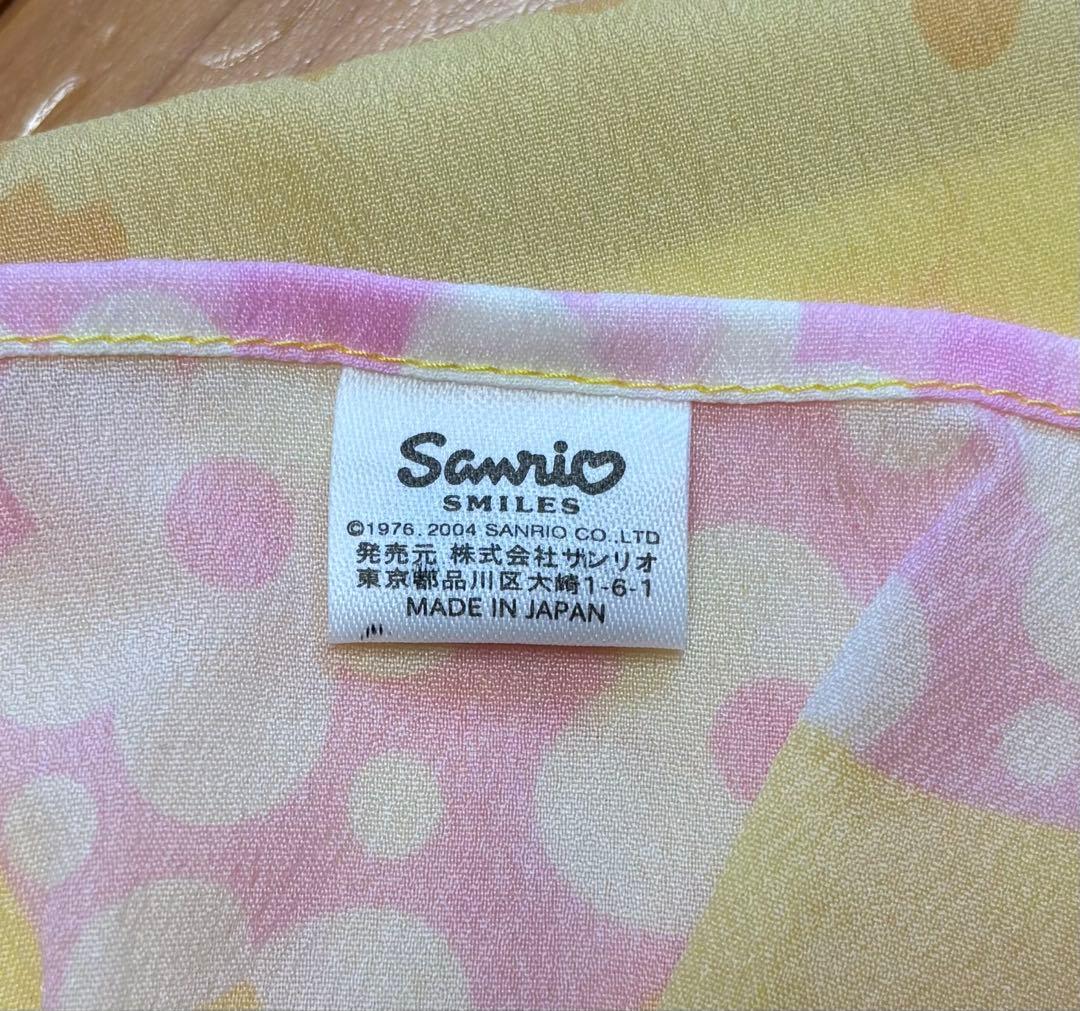 Sanrio
SMILES
©1976, 2004 SANRIO CO.,LTD
発売元 株式会社サンリオ
東京都品川区大崎1-6-1
MADE IN JAPAN